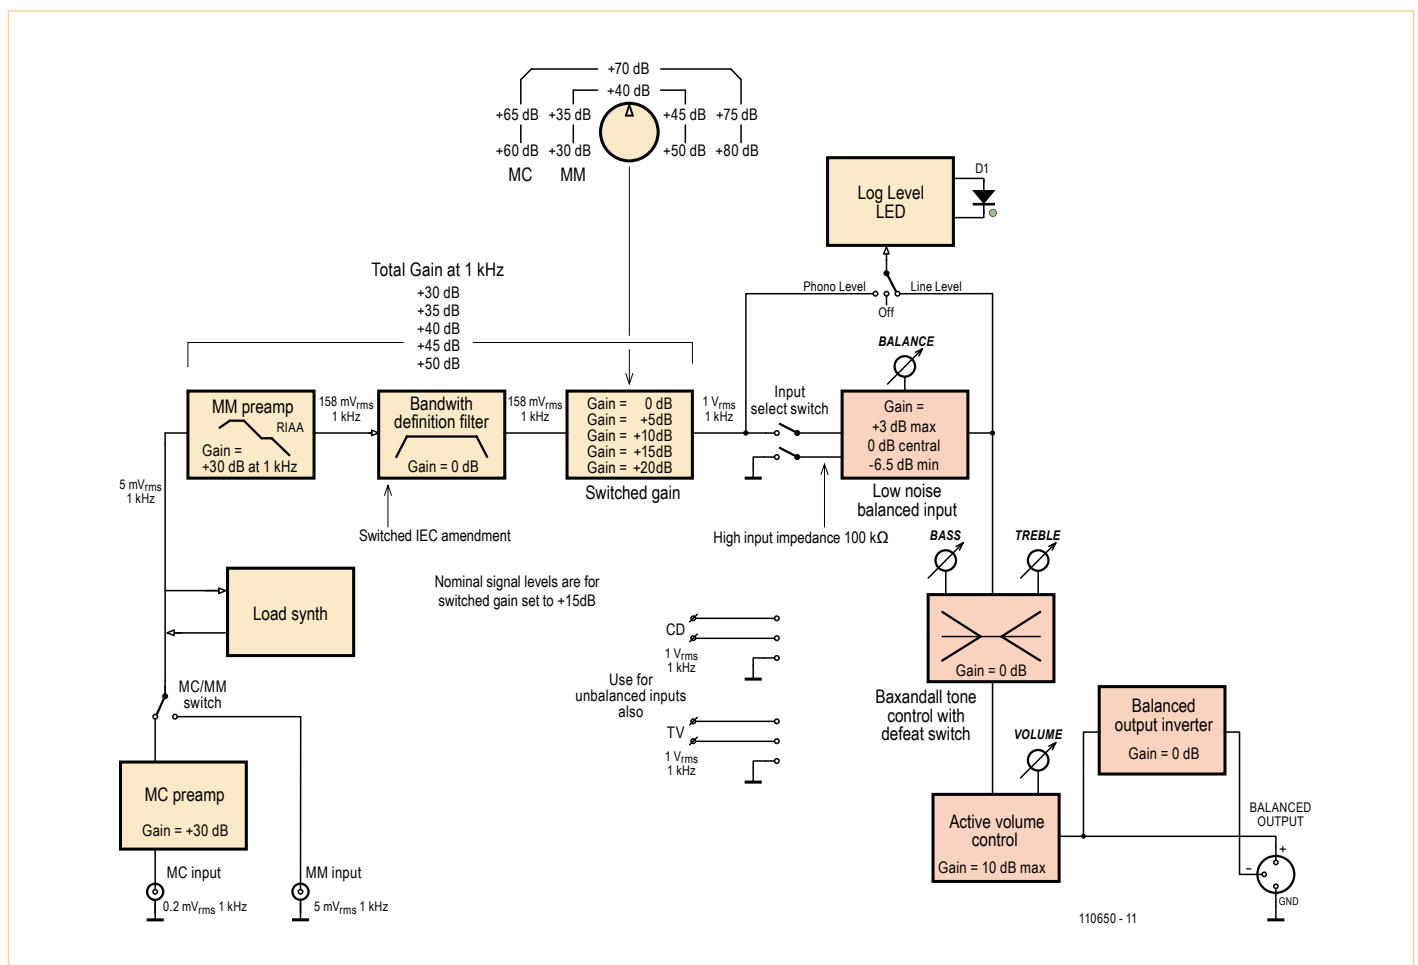 +70 dB
+40 dB
+65 dB
+35 dB
+45 dB
+75 dB
+60 dB
+30 dB
+50 dB
+80 dB
MC
MM
Log Level
LED
D1
Total Gain at 1 kHz
+30 dB
+35 dB
+40 dB
+45 dB
+50 dB
Phono Level
Line Level
Off
BALANCE
MM preamp
RIAA
Gain =
+30 dB at 1 kHz
158 mVrms
1 kHz
Bandwith
definition filter
Gain = 0 dB
158 mVrms
1 kHz
Gain = 0 dB
Gain = +5dB
Gain = +10dB
Gain = +15dB
Gain = +20dB
Switched gain
1 Vrms
1 kHz
Input
select switch
Gain =
+3 dB max
0 dB central
-6.5 dB min
Low noise
balanced input
5 mVrms
1 kHz
Switched IEC amendment
High input impedance 100 kΩ
BASS
TREBLE
Nominal signal levels are for
switched gain set to +15dB
Load synth
CD
1 Vrms
1 kHz
Use for
unbalanced inputs
also
TV
1 Vrms
1 kHz
Gain = 0 dB
Baxandall tone
control with
defeat switch
MC/MM
switch
VOLUME
Balanced
output inverter
Gain = 0 dB
MC preamp
Gain = +30 dB
Active volume
control
Gain = 10 dB max
BALANCED
OUTPUT
+
-
GND
MC input
0.2 mVrms 1 kHz
MM input
5 mVrms 1 kHz
110650 - 11